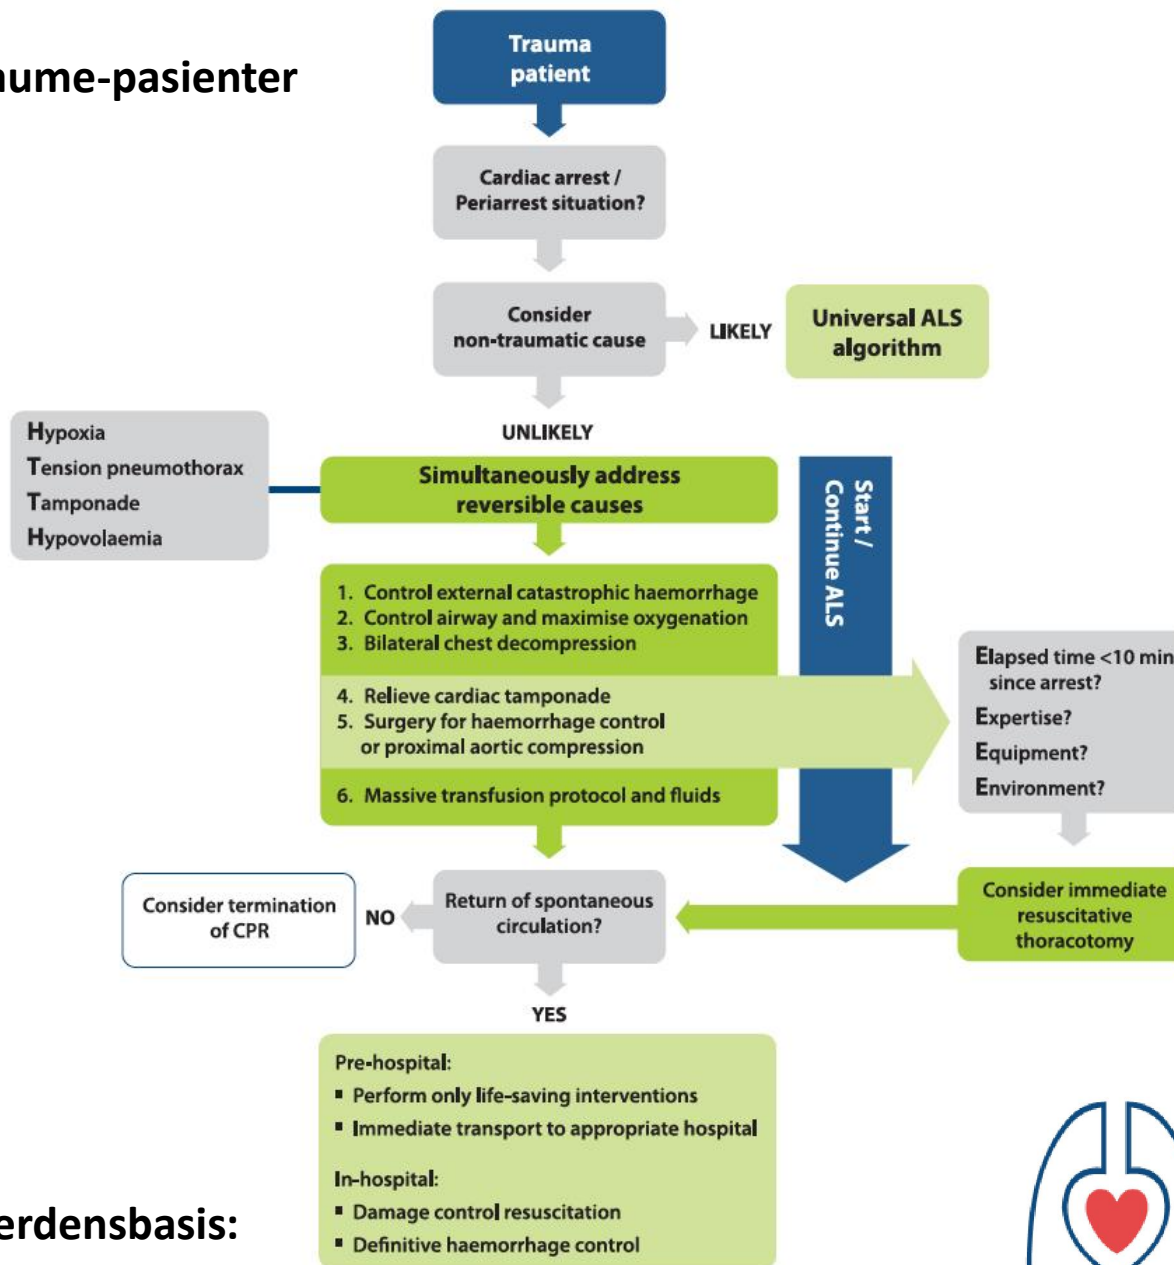 aume-pasienter
Trauma
patient
Cardiac arrest /
Periarrest situation?
Consider
non-traumatic cause
LIKELY
Universal ALS
algorithm
UNLIKELY
Hypoxia
Tension pneumothorax
Tamponade
Hypovolaemia
Simultaneously address
reversible causes
Start /
Continue ALS
1. Control external catastrophic haemorrhage
2. Control airway and maximise oxygenation
3. Bilateral chest decompression
4. Relieve cardiac tamponade
5. Surgery for haemorrhage control
or proximal aortic compression
6. Massive transfusion protocol and fluids
Elapsed time <10 min
since arrest?
Expertise?
Equipment?
Environment?
Consider immediate
resuscitative
thoracotomy
Return of spontaneous
circulation?
NO
Consider termination
of CPR
YES
Pre-hospital:
▪ Perform only life-saving interventions
▪ Immediate transport to appropriate hospital
In-hospital:
▪ Damage control resuscitation
▪ Definitive haemorrhage control
erdensbasis: